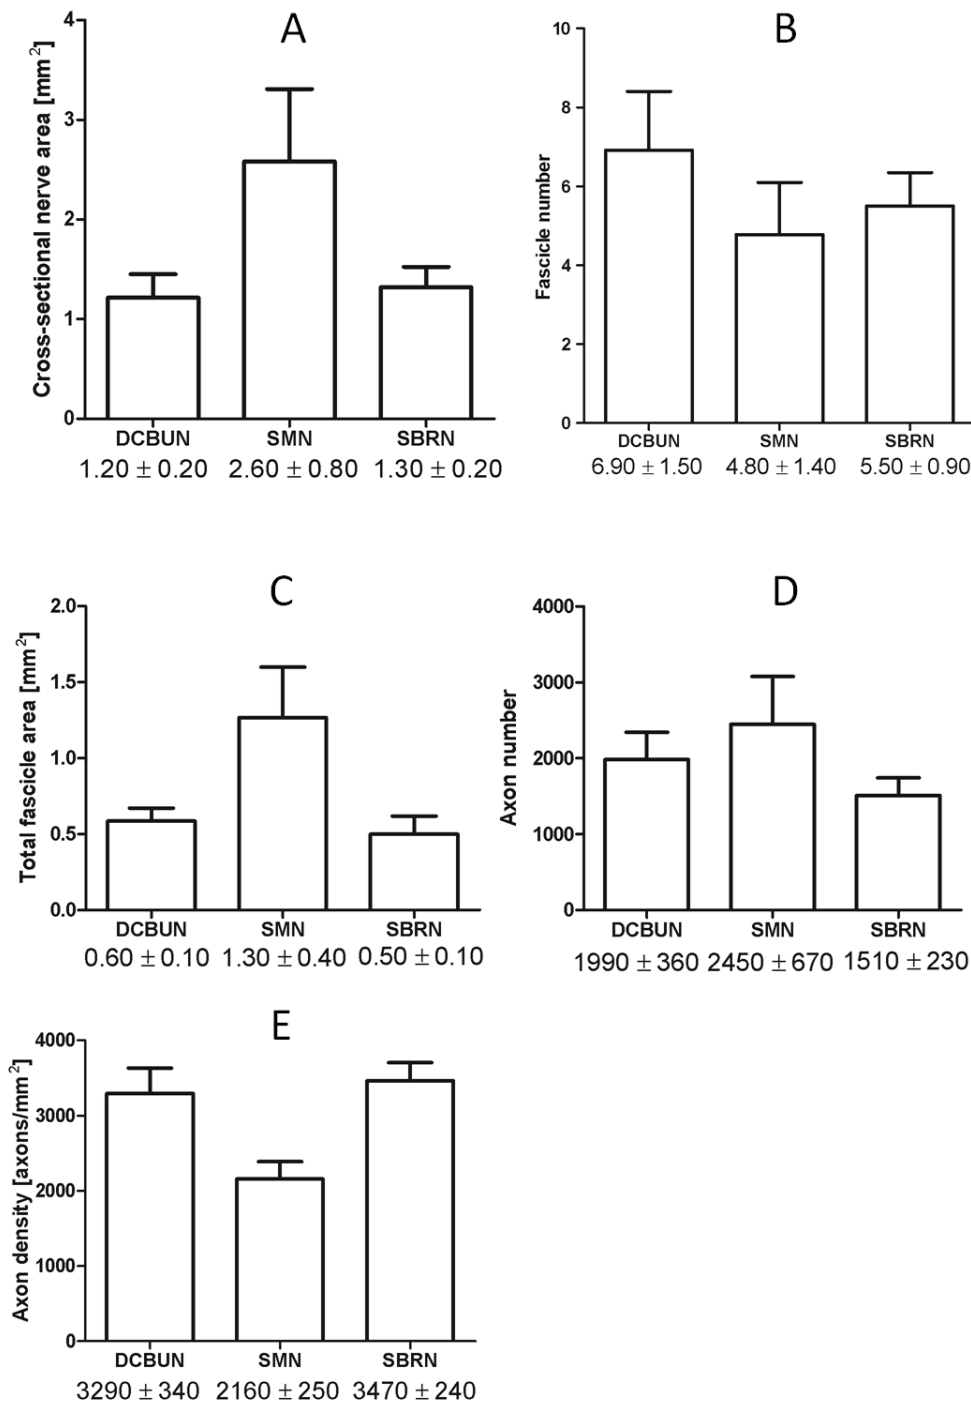 A
Cross-sectional nerve area [mm²]
4
3
2
1
0
DCBUN SMN SBRN
1.20 ± 0.20 2.60 ± 0.80 1.30 ± 0.20
B
Fascicle number
10
8
6
4
2
0
DCBUN SMN SBRN
6.90 ± 1.50 4.80 ± 1.40 5.50 ± 0.90
C
Total fascicle area [mm²]
2.0
1.5
1.0
0.5
0.0
DCBUN SMN SBRN
0.60 ± 0.10 1.30 ± 0.40 0.50 ± 0.10
D
Axon number
4000
3000
2000
1000
0
DCBUN SMN SBRN
1990 ± 360 2450 ± 670 1510 ± 230
E
Axon density [axons/mm²]
4000
3000
2000
1000
0
DCBUN SMN SBRN
3290 ± 340 2160 ± 250 3470 ± 240